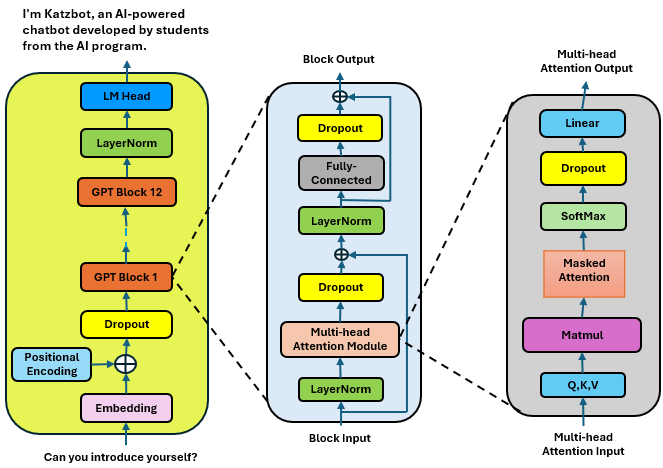 I'm Katzbot, an AI-powered
chatbot developed by students
from the AI program.
LM Head
LayerNorm
GPT Block 12
GPT Block 1
Dropout
Positional
Encoding
Embedding
Can you introduce yourself?
Block Output
Dropout
Fully-
Connected
LayerNorm
Dropout
Multi-head
Attention Module
LayerNorm
Block Input
Multi-head
Attention Output
Linear
Dropout
SoftMax
Masked
Attention
Matmul
Q,K,V
Multi-head
Attention Input